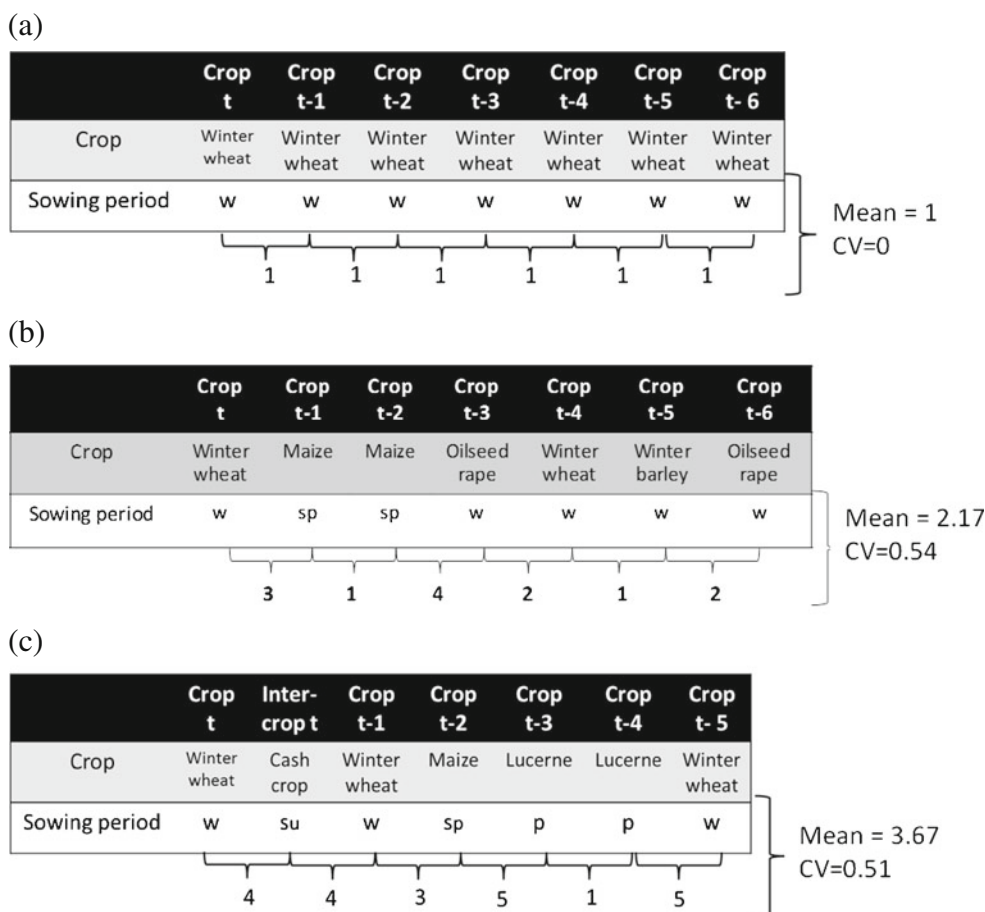 (a)
Crop t Crop t-1 Crop t-2 Crop t-3 Crop t-4 Crop t-5 Crop t- 6
Crop Winter wheat Winter wheat Winter wheat Winter wheat Winter wheat Winter wheat Winter wheat
Sowing period w w w w w w w
1 1 1 1 1 1
Mean = 1
CV=0
(b)
Crop t Crop t-1 Crop t-2 Crop t-3 Crop t-4 Crop t-5 Crop t-6
Crop Winter wheat Maize Maize Oilseed rape Winter wheat Winter barley Oilseed rape
Sowing period w sp sp w w w w
3 1 4 2 1 2
Mean = 2.17
CV=0.54
(c)
Crop t Inter-crop t Crop t-1 Crop t-2 Crop t-3 Crop t-4 Crop t- 5
Crop Winter wheat Cash crop Winter wheat Maize Lucerne Lucerne Winter wheat
Sowing period w su w sp p p w
4 4 3 5 1 5
Mean = 3.67
CV=0.51